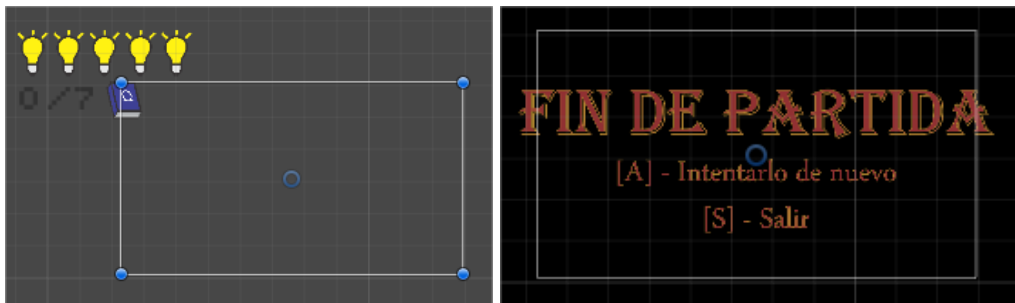 0/7
FIN DE PARTIDA
[A] - Intentarlo de nuevo
[S] - Salir